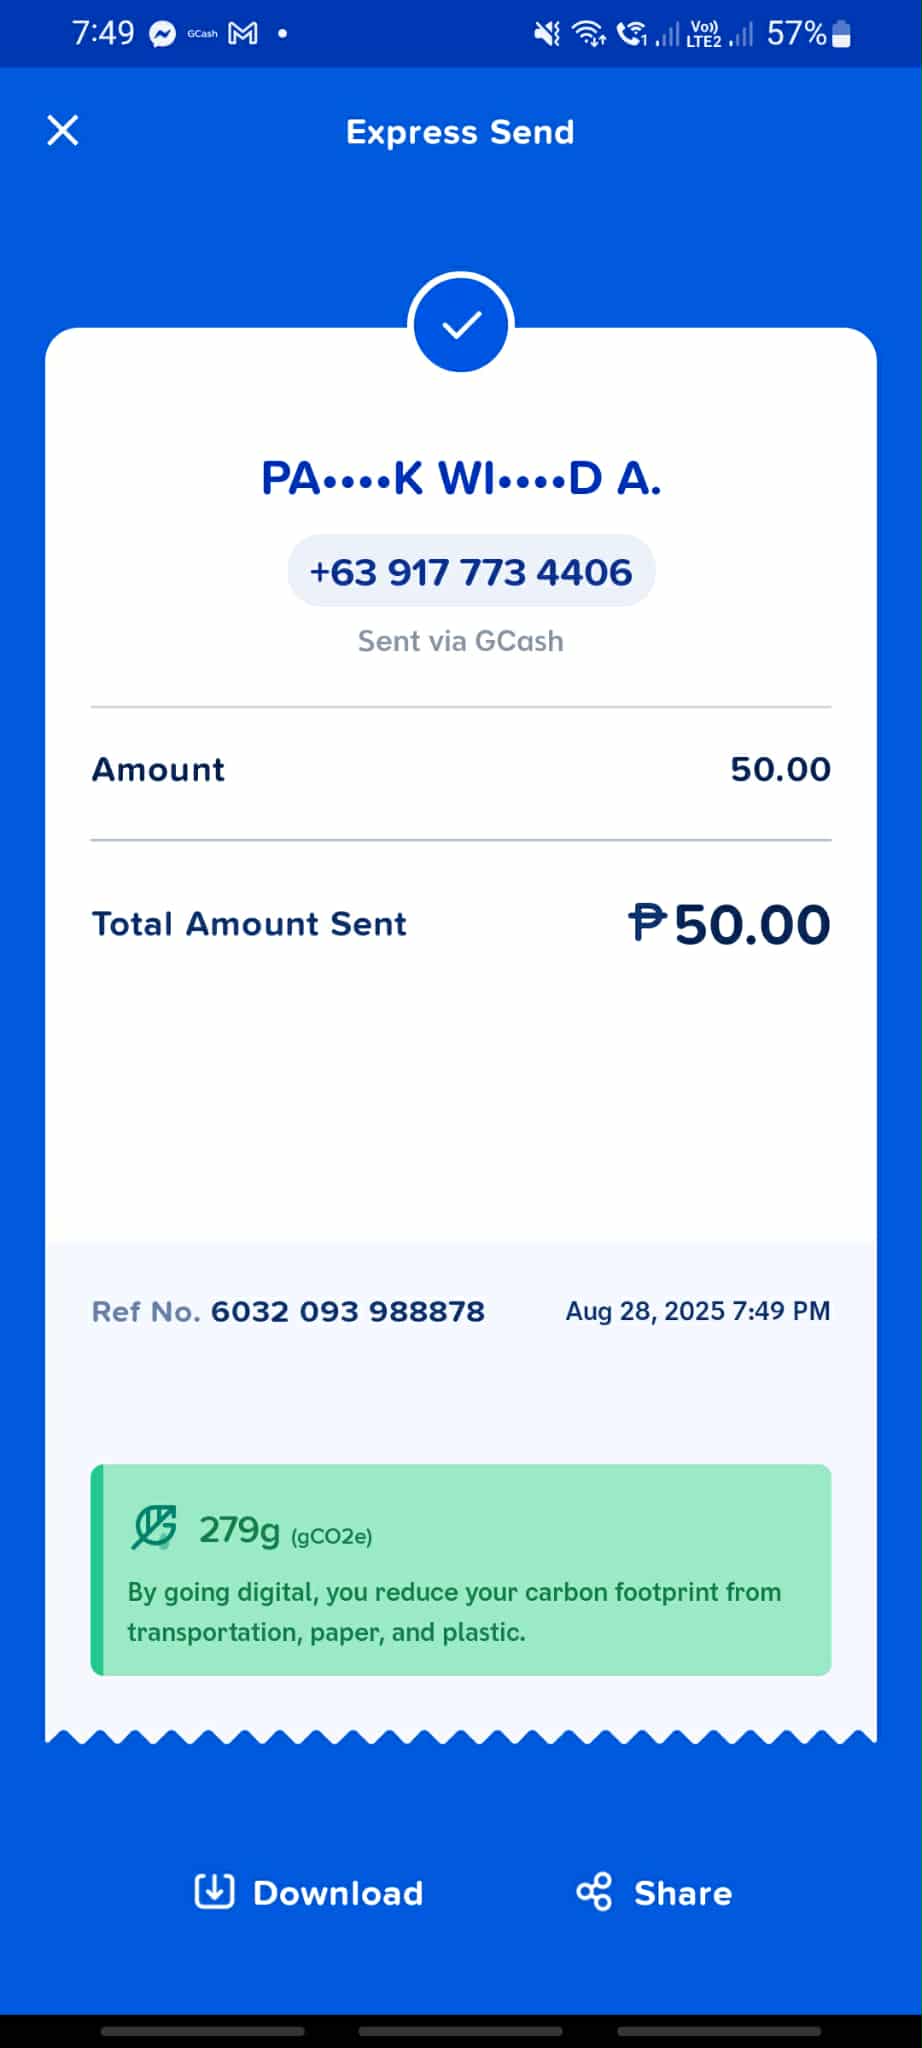 7:49 GCash Vo)) LTE2 57%
Express Send
PA••••K WI••••D A.
+63 917 773 4406
Sent via GCash
Amount 50.00
Total Amount Sent ₱50.00
Ref No. 6032 093 988878 Aug 28, 2025 7:49 PM
279g (gCO2e)
By going digital, you reduce your carbon footprint from
transportation, paper, and plastic.
Download Share